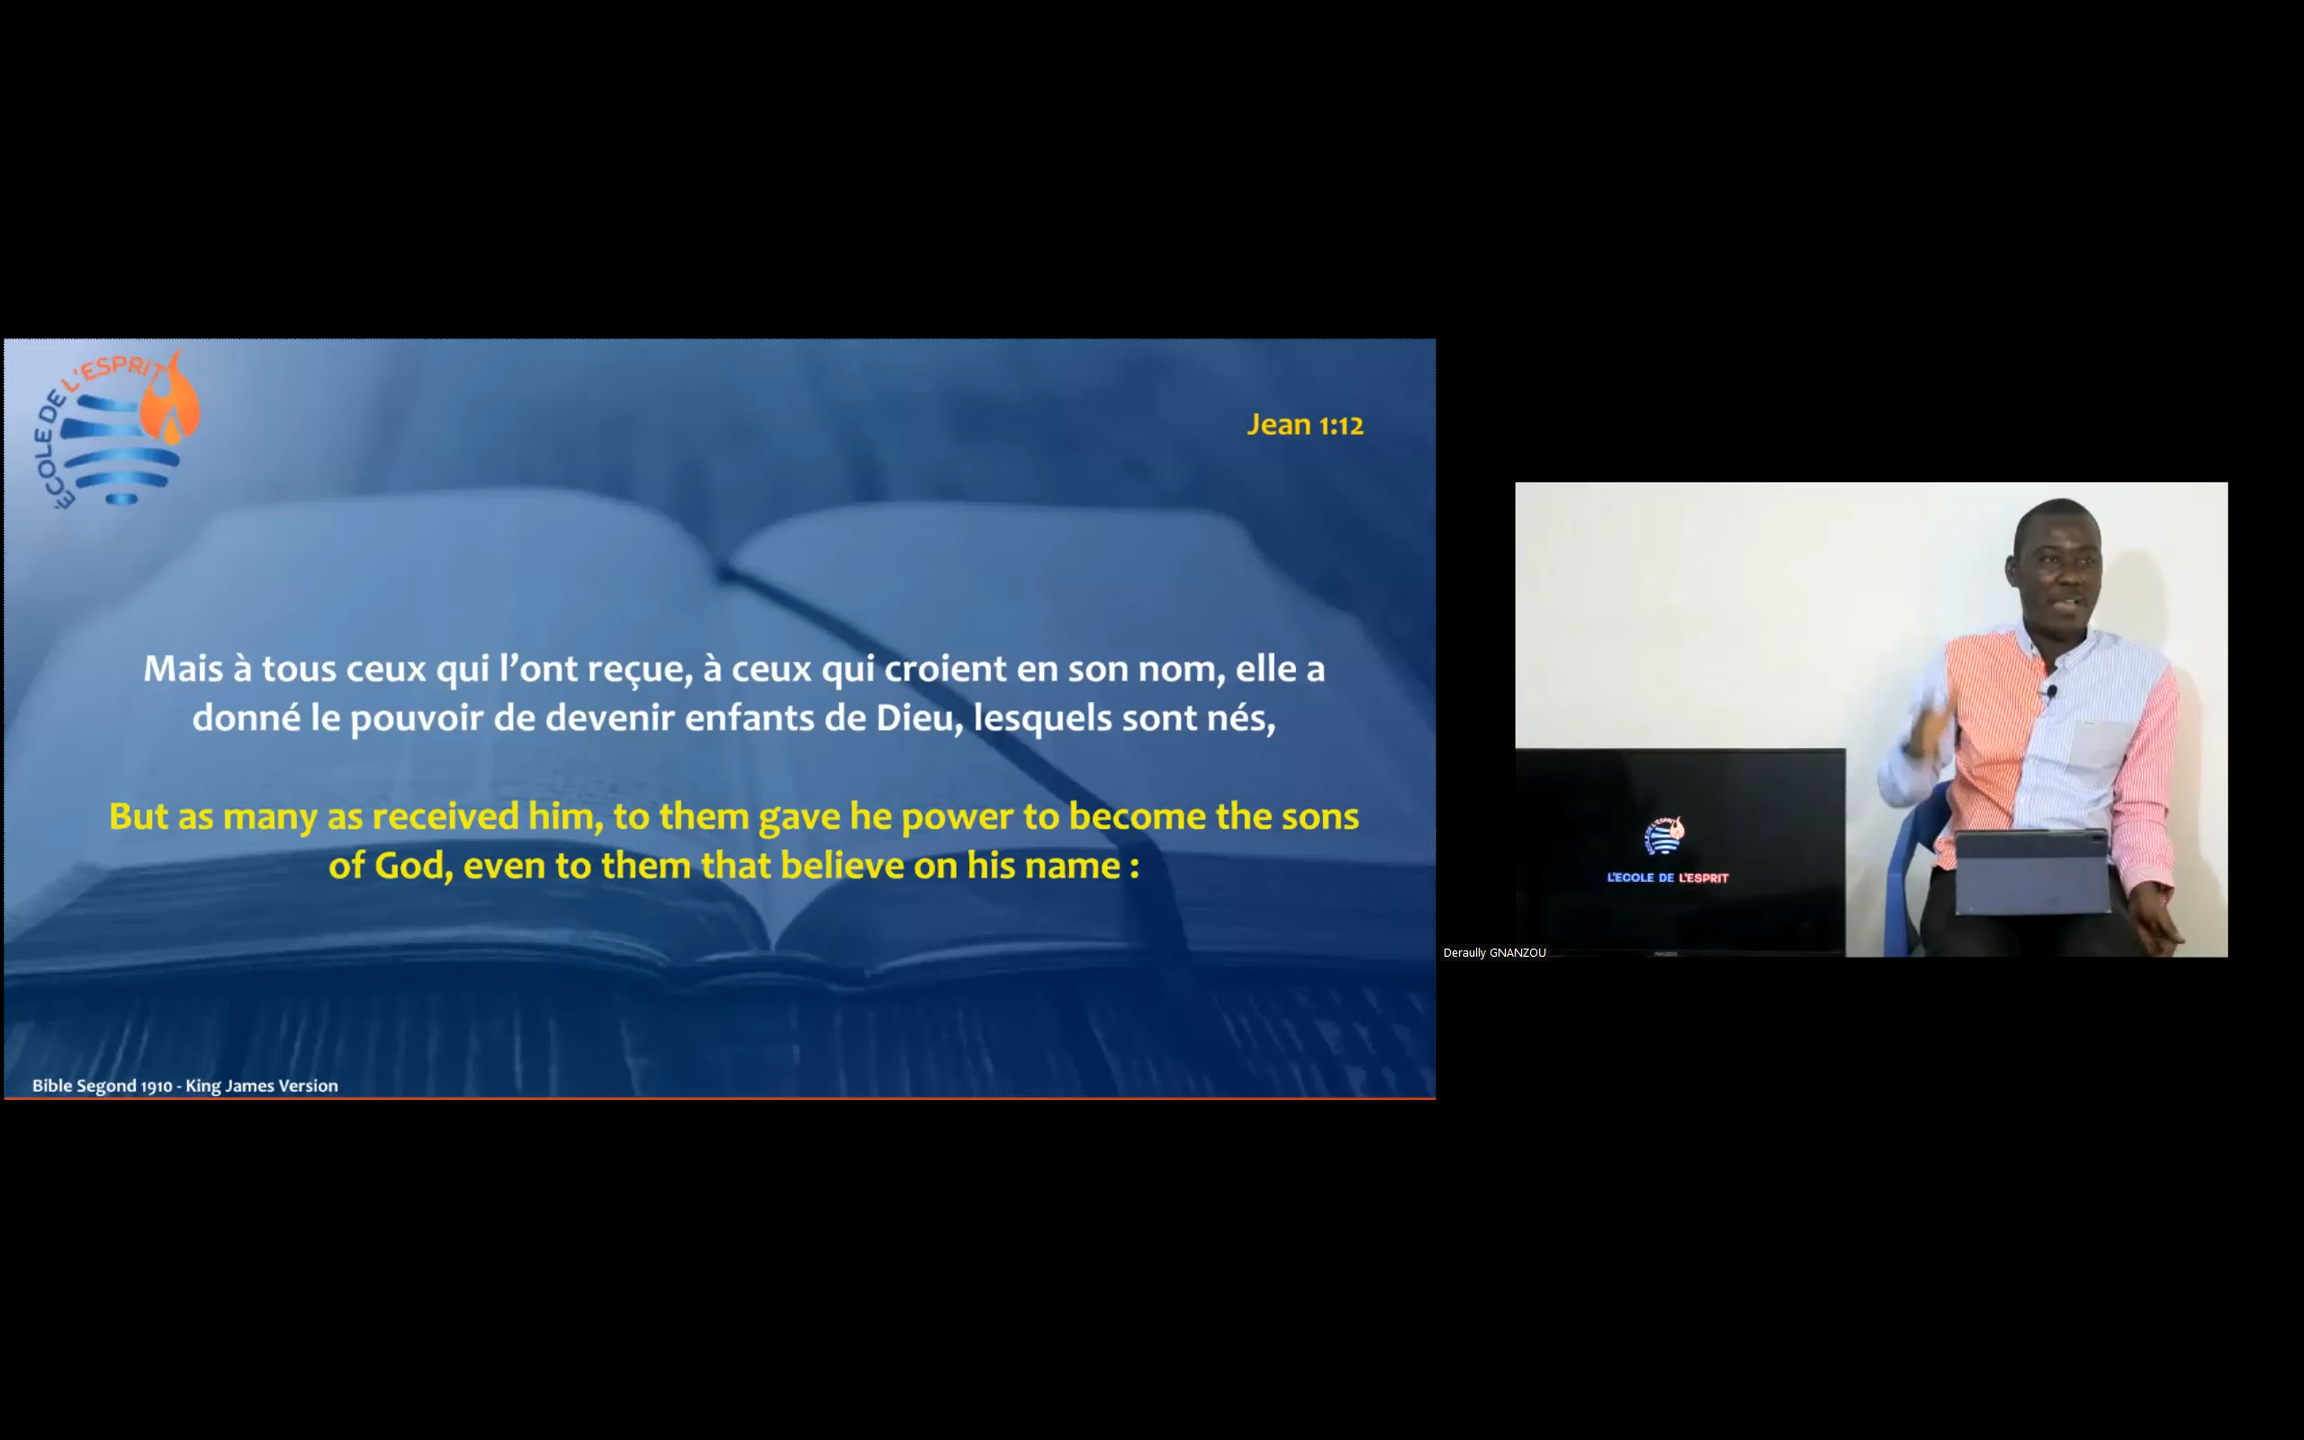 ECOLE DE L'ESPRIT
Jean 1:12
Mais à tous ceux qui l’ont reçue, à ceux qui croient en son nom, elle a
donné le pouvoir de devenir enfants de Dieu, lesquels sont nés,
But as many as received him, to them gave he power to become the sons
of God, even to them that believe on his name :
Bible Segond 1910 - King James Version
L'ECOLE DE L'ESPRIT
Deraully GNANZOU